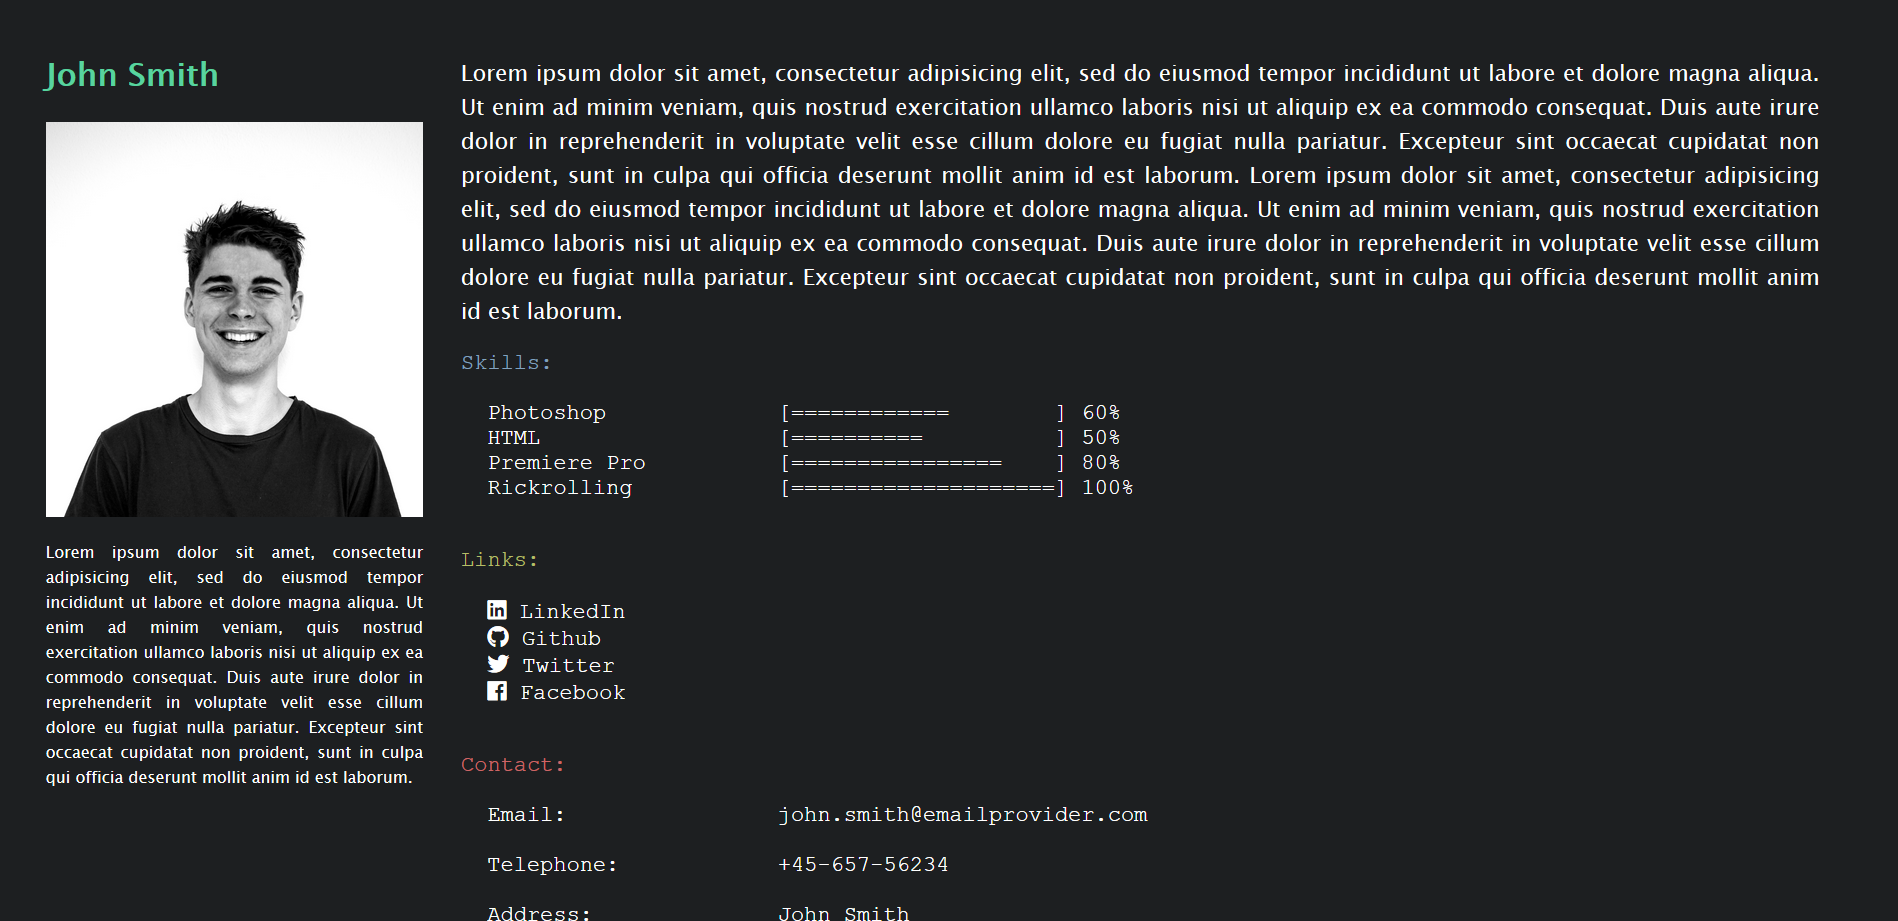 John Smith
Lorem ipsum dolor sit amet, consectetur
adipisicing elit, sed do eiusmod tempor
incididunt ut labore et dolore magna aliqua. Ut
enim ad minim veniam, quis nostrud
exercitation ullamco laboris nisi ut aliquip ex ea
commodo consequat. Duis aute irure dolor in
reprehenderit in voluptate velit esse cillum
dolore eu fugiat nulla pariatur. Excepteur sint
occaecat cupidatat non proident, sunt in culpa
qui officia deserunt mollit anim id est laborum.
Lorem ipsum dolor sit amet, consectetur adipisicing elit, sed do eiusmod tempor incididunt ut labore et dolore magna aliqua.
Ut enim ad minim veniam, quis nostrud exercitation ullamco laboris nisi ut aliquip ex ea commodo consequat. Duis aute irure
dolor in reprehenderit in voluptate velit esse cillum dolore eu fugiat nulla pariatur. Excepteur sint occaecat cupidatat non
proident, sunt in culpa qui officia deserunt mollit anim id est laborum. Lorem ipsum dolor sit amet, consectetur adipisicing
elit, sed do eiusmod tempor incididunt ut labore et dolore magna aliqua. Ut enim ad minim veniam, quis nostrud exercitation
ullamco laboris nisi ut aliquip ex ea commodo consequat. Duis aute irure dolor in reprehenderit in voluptate velit esse cillum
dolore eu fugiat nulla pariatur. Excepteur sint occaecat cupidatat non proident, sunt in culpa qui officia deserunt mollit anim
id est laborum.
Skills:
Photoshop [============        ] 60%
HTML [==========          ] 50%
Premiere Pro [================    ] 80%
Rickrolling [====================] 100%
Links:
LinkedIn
Github
Twitter
Facebook
Contact:
Email: john.smith@emailprovider.com
Telephone: +45-657-56234
Address: John Smith